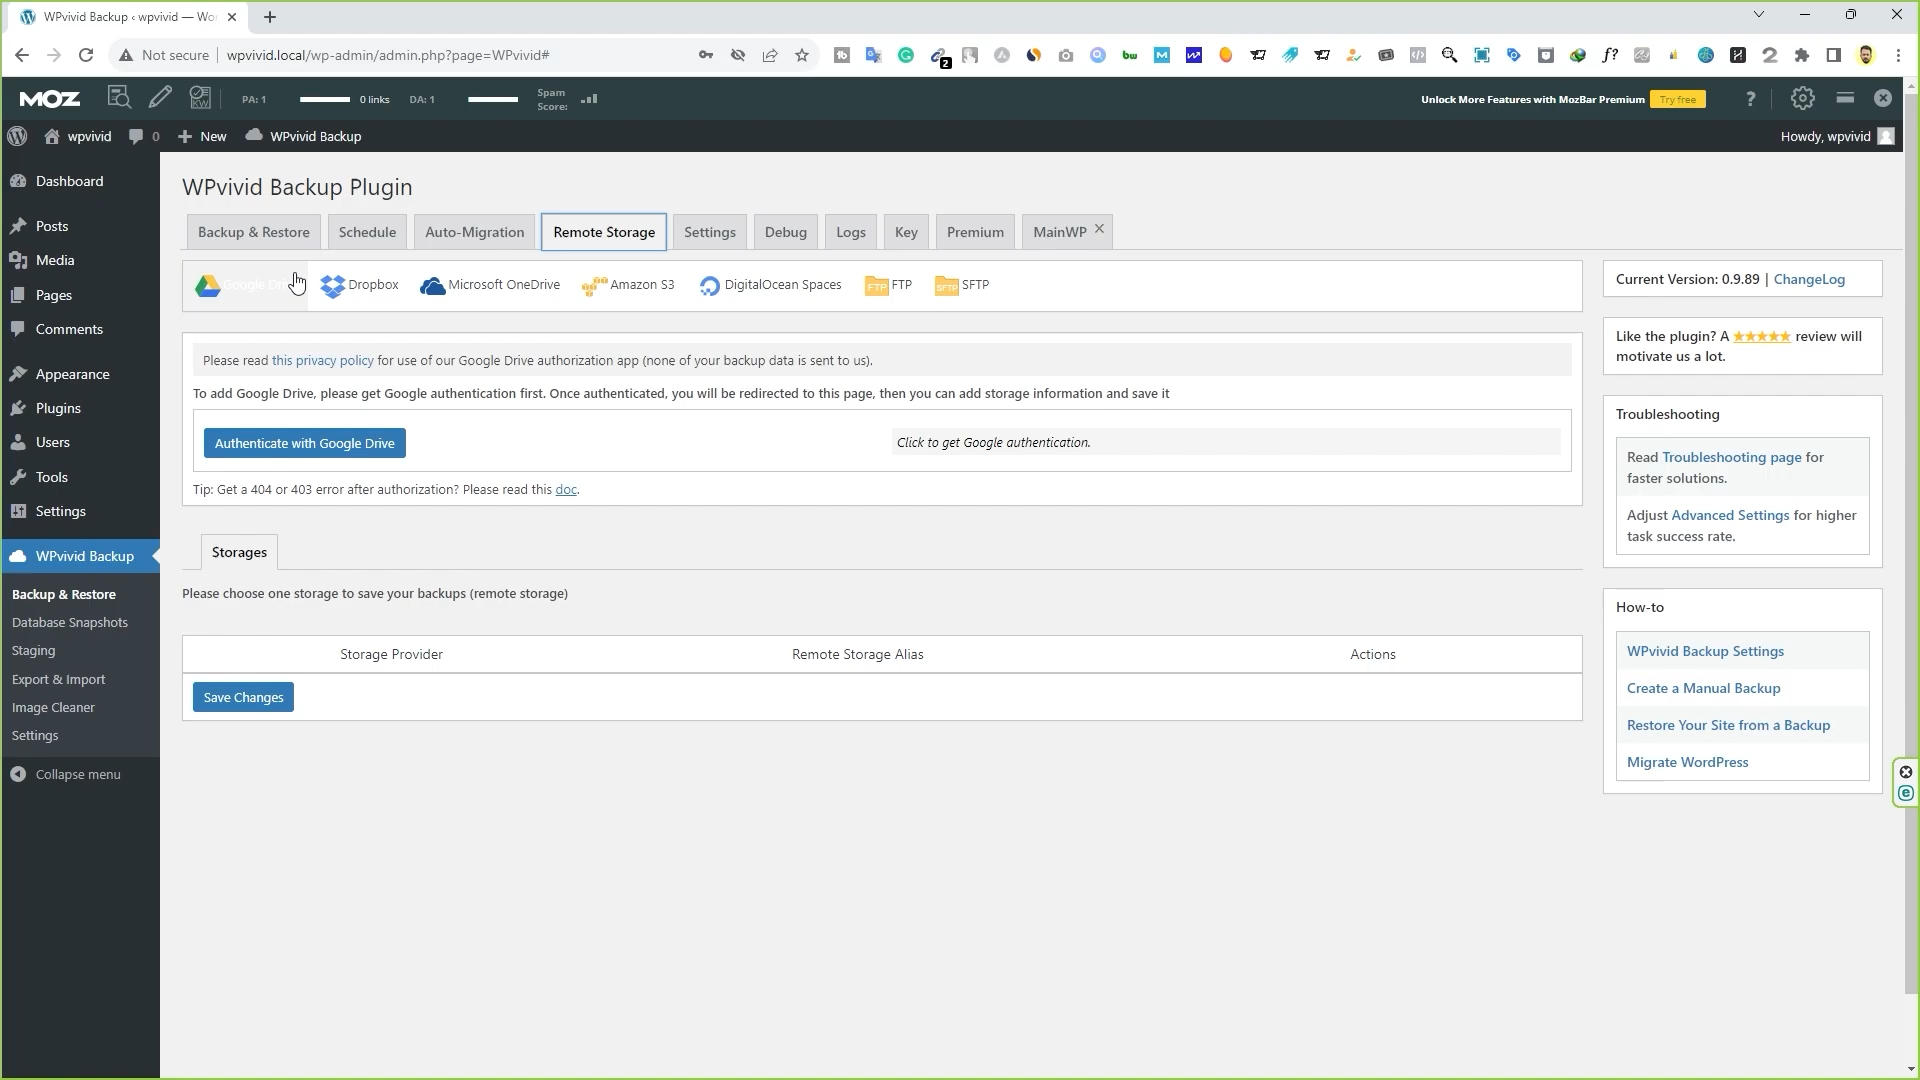 WPvivid Backup ‹ wpvivid — Wor
Not secure
wpvivid.local/wp-admin/admin.php?page=WPvivid#
2
bw
f?
MOZ
PA: 1
0 links
DA: 1
Spam
Score:
Unlock More Features with MozBar Premium
Try free
?
wpvivid
0
New
WPvivid Backup
Howdy, wpvivid
Dashboard
Posts
Media
Pages
Comments
Appearance
Plugins
Users
Tools
Settings
WPvivid Backup
Backup & Restore
Database Snapshots
Staging
Export & Import
Image Cleaner
Settings
Collapse menu
WPvivid Backup Plugin
Backup & Restore
Schedule
Auto-Migration
Remote Storage
Settings
Debug
Logs
Key
Premium
MainWP
Google Dri
Dropbox
Microsoft OneDrive
Amazon S3
DigitalOcean Spaces
FTP FTP
SFTP SFTP
Please read this privacy policy for use of our Google Drive authorization app (none of your backup data is sent to us).
To add Google Drive, please get Google authentication first. Once authenticated, you will be redirected to this page, then you can add storage information and save it
Authenticate with Google Drive
Click to get Google authentication.
Tip: Get a 404 or 403 error after authorization? Please read this doc.
Storages
Please choose one storage to save your backups (remote storage)
Storage Provider
Remote Storage Alias
Actions
Save Changes
Current Version: 0.9.89 | ChangeLog
Like the plugin? A ★★★★★ review will
motivate us a lot.
Troubleshooting
Read Troubleshooting page for
faster solutions.
Adjust Advanced Settings for higher
task success rate.
How-to
WPvivid Backup Settings
Create a Manual Backup
Restore Your Site from a Backup
Migrate WordPress